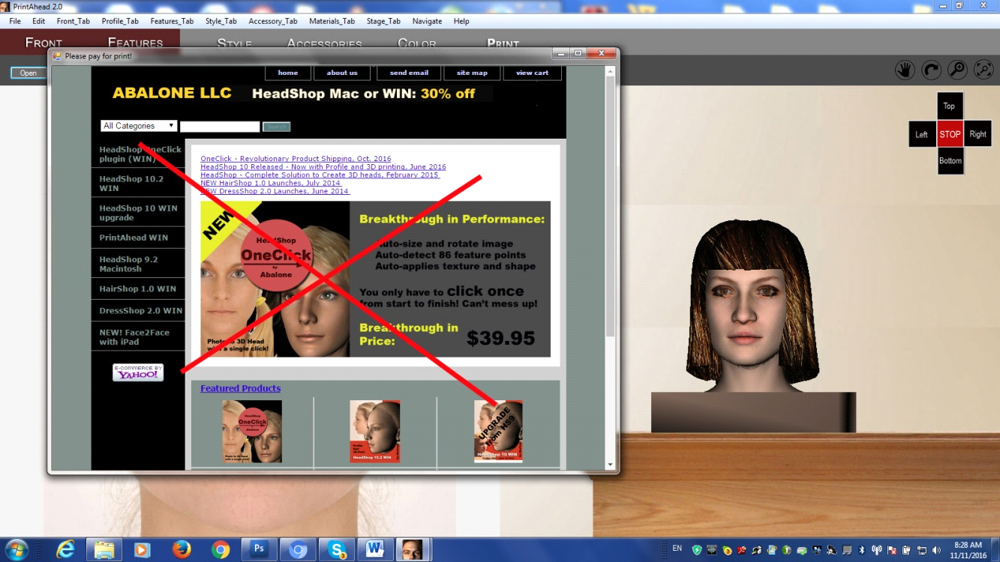 PrintAhead 2.0
File Edit Front_Tab Profile_Tab Features_Tab Style_Tab Accessory_Tab Materials_Tab Stage_Tab Navigate Help
FRONT FEATURES STYLE ACCESSORIES COLOR PRINT
Please pay for print!
Open
home about us send email site map view cart
ABALONE LLC HeadShop Mac or WIN: 30% off
All Categories
Search
Top
Left STOP Right
Bottom
HeadShop OneClick
plugin (WIN)
HeadShop 10.2
WIN
HeadShop 10 WIN
upgrade
PrintAhead WIN
HeadShop 9.2
Macintosh
HairShop 1.0 WIN
DressShop 2.0 WIN
NEW! Face2Face
with iPad
E-COMMERCE BY
YAHOO!
OneClick - Revolutionary Product Shipping, Oct. 2016
HeadShop 10 Released - Now with Profile and 3D printing, June 2016
HeadShop - Complete Solution to Create 3D heads, February 2015
NEW HairShop 1.0 Launches, July 2014
NEW DressShop 2.0 Launches, June 2014
NEW
HeadShop
OneClick
by
Abalone
Photo to 3D Head
with a single click!
Breakthrough in Performance:
Auto-size and rotate image
Auto-detect 86 feature points
Auto-applies texture and shape
You only have to click once
from start to finish! Can't mess up!
Breakthrough in
Price: $39.95
Featured Products
HeadShop
OneClick
by
Abalone
Photo to 3D Head
with a single click!
HeadShop 10.2 WIN
UPGRADE
from HS9
HeadShop 10 WIN
Ps
S
3
W
EN
8:28 AM
11/11/2016